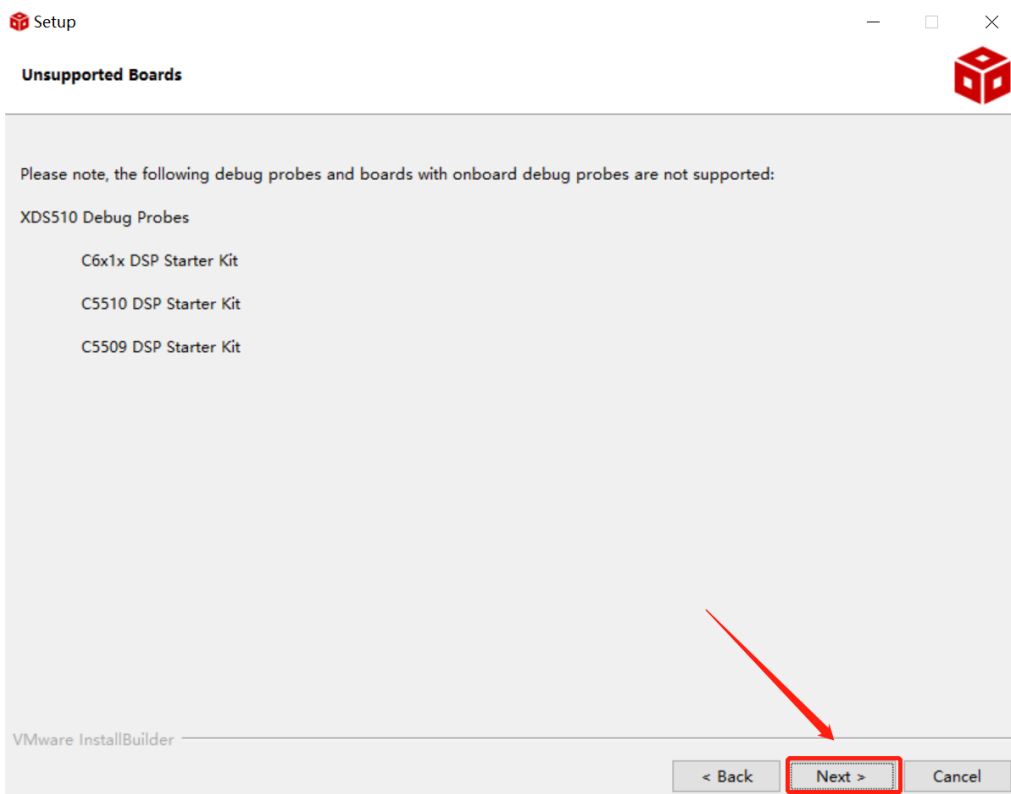 Setup
Unsupported Boards
Please note, the following debug probes and boards with onboard debug probes are not supported:
XDS510 Debug Probes
C6x1x DSP Starter Kit
C5510 DSP Starter Kit
C5509 DSP Starter Kit
VMware InstallBuilder
< Back Next > Cancel